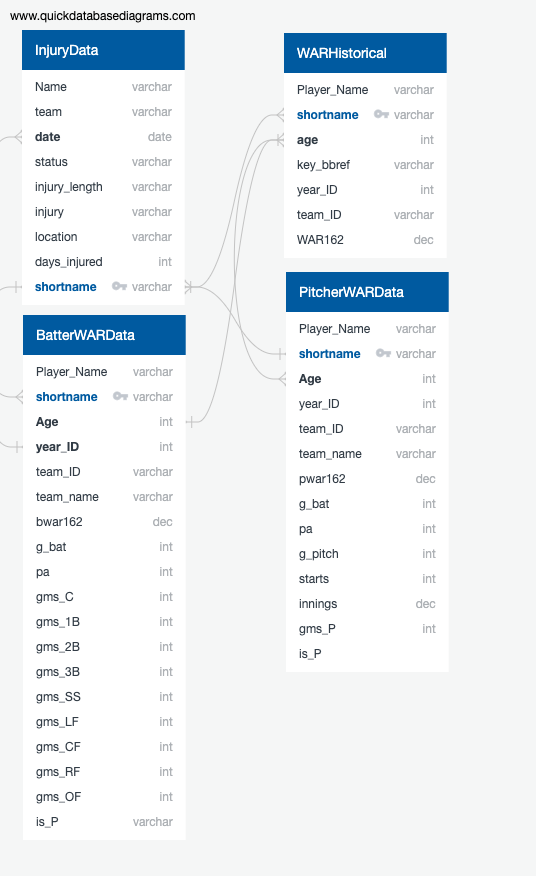 www.quickdatabasediagrams.com
InjuryData
Name varchar
team varchar
date date
status varchar
injury_length varchar
injury varchar
location varchar
days_injured int
shortname varchar
BatterWARData
Player_Name varchar
shortname varchar
Age int
year_ID int
team_ID varchar
team_name varchar
bwar162 dec
g_bat int
pa int
gms_C int
gms_1B int
gms_2B int
gms_3B int
gms_SS int
gms_LF int
gms_CF int
gms_RF int
gms_OF int
is_P varchar
WARHistorical
Player_Name varchar
shortname varchar
age int
key_bbref varchar
year_ID int
team_ID varchar
WAR162 dec
PitcherWARData
Player_Name varchar
shortname varchar
Age int
year_ID int
team_ID varchar
team_name varchar
pwar162 dec
g_bat int
pa int
g_pitch int
starts int
innings dec
gms_P int
is_P